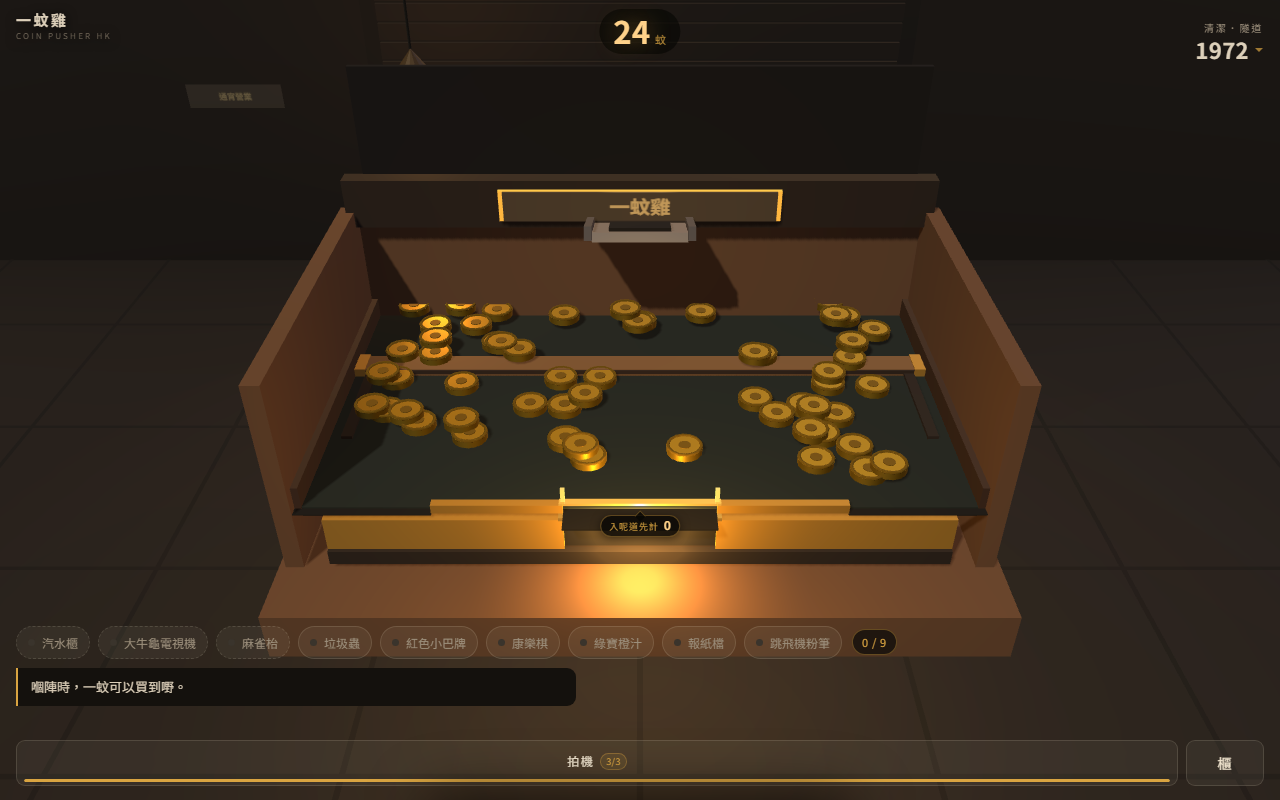 一蚊雞
COIN PUSHER HK
24 蚊
清潔・隧道
1972
一蚊雞
入呢道先計 0
汽水櫃
大牛龜電視機
麻雀枱
垃圾蟲
紅色小巴牌
康樂棋
綠寶橙汁
報紙檔
跳飛機粉筆
0 / 9
嗰陣時，一蚊可以買到嘢。
拍機 3/3
櫃